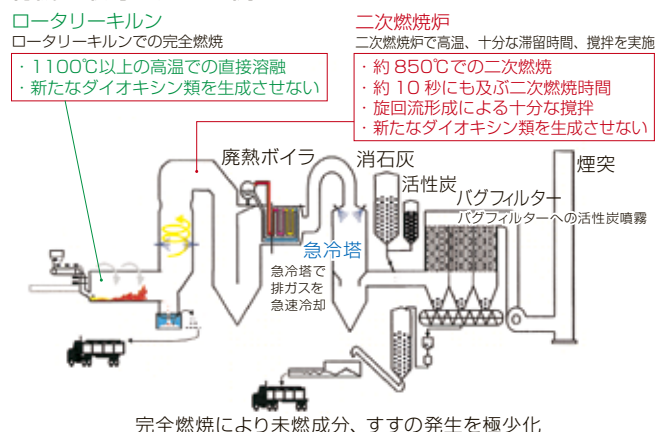 ロータリーキルン
ロータリーキルンでの完全燃焼
・1100℃以上の高温での直接溶融
・新たなダイオキシン類を生成させない
二次燃焼炉
二次燃焼炉で高温、十分な滞留時間、撹拌を実施
・約850℃での二次燃焼
・約10秒にも及ぶ二次燃焼時間
・旋回流形成による十分な撹拌
・新たなダイオキシン類を生成させない
廃熱ボイラ
消石灰
活性炭
煙突
バグフィルター
バグフィルターへの活性炭噴霧
急冷塔
急冷塔で
排ガスを
急速冷却
完全燃焼により未燃成分、すすの発生を極少化